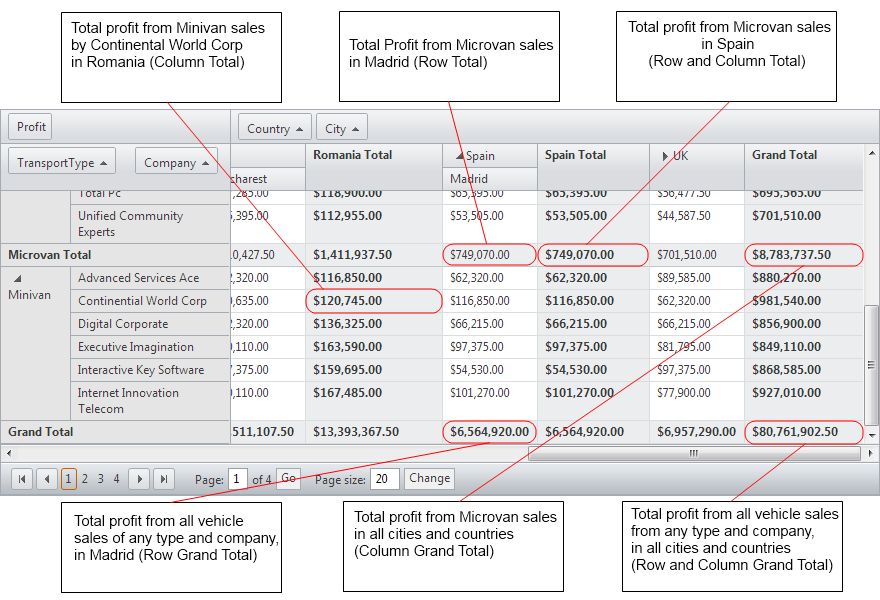 Total profit from Minivan sales
by Continental World Corp
in Romania (Column Total)
Total Profit from Microvan sales
in Madrid (Row Total)
Total profit from Microvan sales
in Spain
(Row and Column Total)
Profit
Country City
TransportType Company
Romania Total Spain Spain Total UK Grand Total
charest Madrid
Total Pc ,285.00 $118,900.00 $65,395.00 $65,395.00 $56,477.50 $695,565.00
Unified Community ,395.00 $112,955.00 $53,505.00 $53,505.00 $44,587.50 $701,510.00
Experts
Microvan Total 0,427.50 $1,411,937.50 $749,070.00 $749,070.00 $701,510.00 $8,783,737.50
Minivan
Advanced Services Ace 2,320.00 $116,850.00 $62,320.00 $62,320.00 $89,585.00 $880,270.00
Continential World Corp 0,635.00 $120,745.00 $116,850.00 $116,850.00 $62,320.00 $981,540.00
Digital Corporate 2,320.00 $136,325.00 $66,215.00 $66,215.00 $66,215.00 $856,900.00
Executive Imagination 0,110.00 $163,590.00 $97,375.00 $97,375.00 $81,795.00 $849,110.00
Interactive Key Software 7,375.00 $159,695.00 $54,530.00 $54,530.00 $97,375.00 $868,585.00
Internet Innovation 0,110.00 $167,485.00 $101,270.00 $101,270.00 $77,900.00 $927,010.00
Telecom
Grand Total 511,107.50 $13,393,367.50 $6,564,920.00 $6,564,920.00 $6,957,290.00 $80,761,902.50
1 2 3 4 Page: 1 of 4 Go Page size: 20 Change
Total profit from all vehicle
sales of any type and company,
in Madrid (Row Grand Total)
Total profit from Microvan sales
in all cities and countries
(Column Grand Total)
Total profit from all vehicle sales
from any type and company,
in all cities and countries
(Row and Column Grand Total)